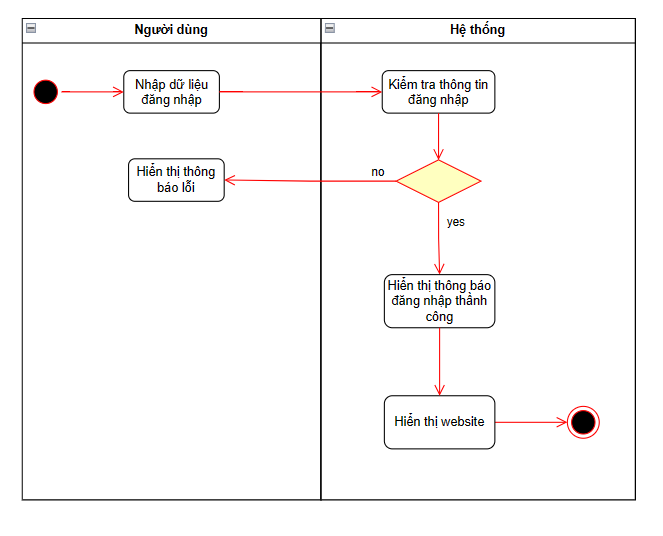 Người dùng
Hệ thống
Nhập dữ liệu
đăng nhập
Kiểm tra thông tin
đăng nhập
Hiển thị thông
báo lỗi
no
yes
Hiển thị thông báo
đăng nhập thành
công
Hiển thị website